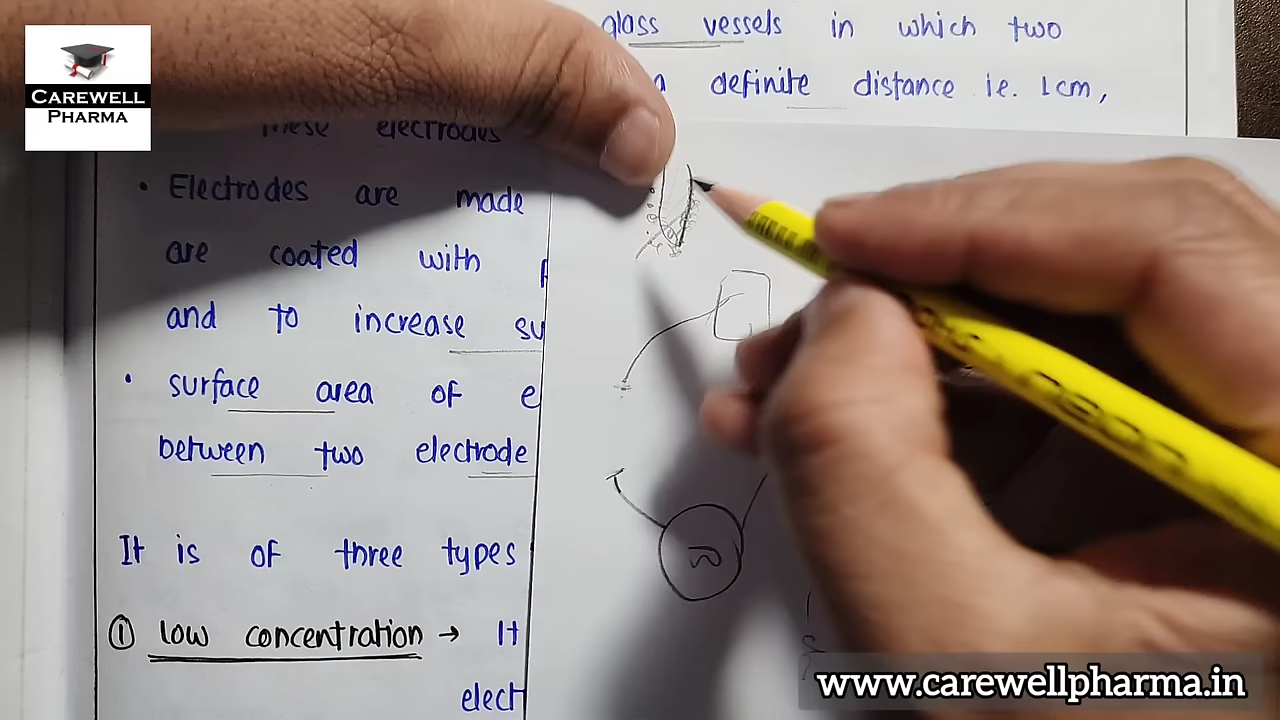 CAREWELL
PHARMA
glass vessels in which two
definite distance ie. 1cm,
These electrodes
• Electrodes are made
are coated with
and to increase su
• surface area of e
between two electrode
It is of three types
① low concentration → It
elect
www.carewellpharma.in